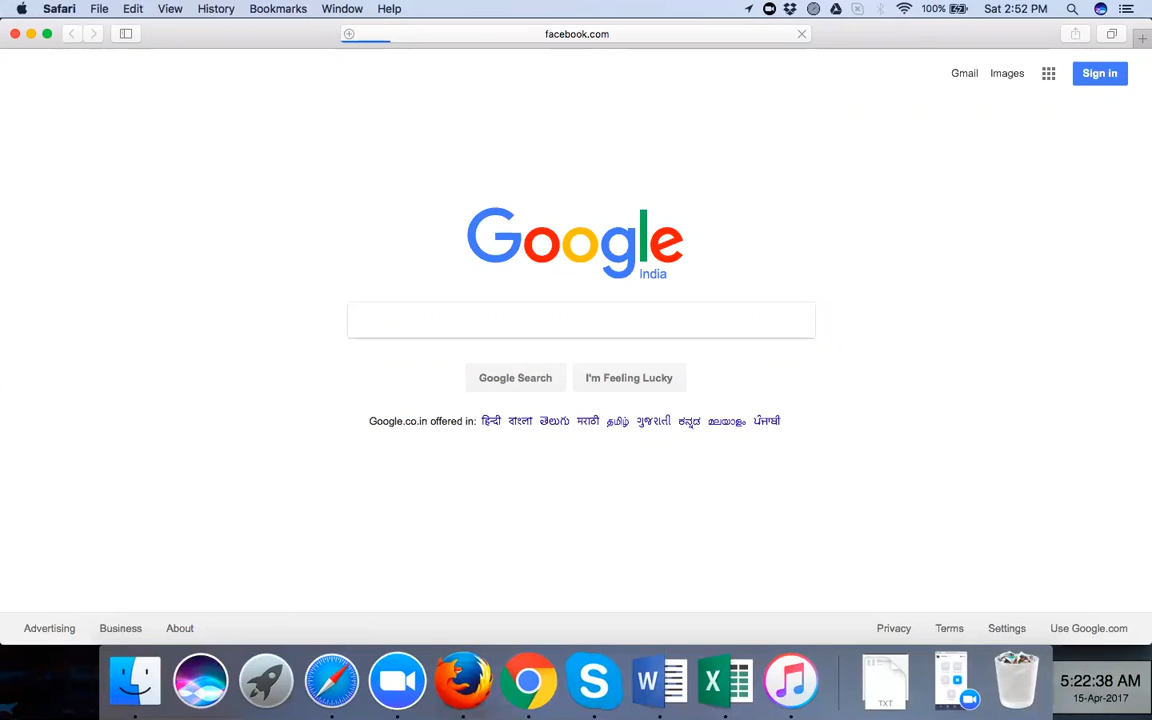 Safari File Edit View History Bookmarks Window Help 100% Sat 2:52 PM
facebook.com
Gmail Images Sign in
Google
India
Google Search I'm Feeling Lucky
Google.co.in offered in: हिन्दी বাংলা తెలుగు मराठी தமிழ் ગુજરાતી ಕನ್ನಡ മലയാളം ਪੰਜਾਬੀ
Advertising Business About Privacy Terms Settings Use Google.com
S W X TXT
5:22:38 AM
15-Apr-2017